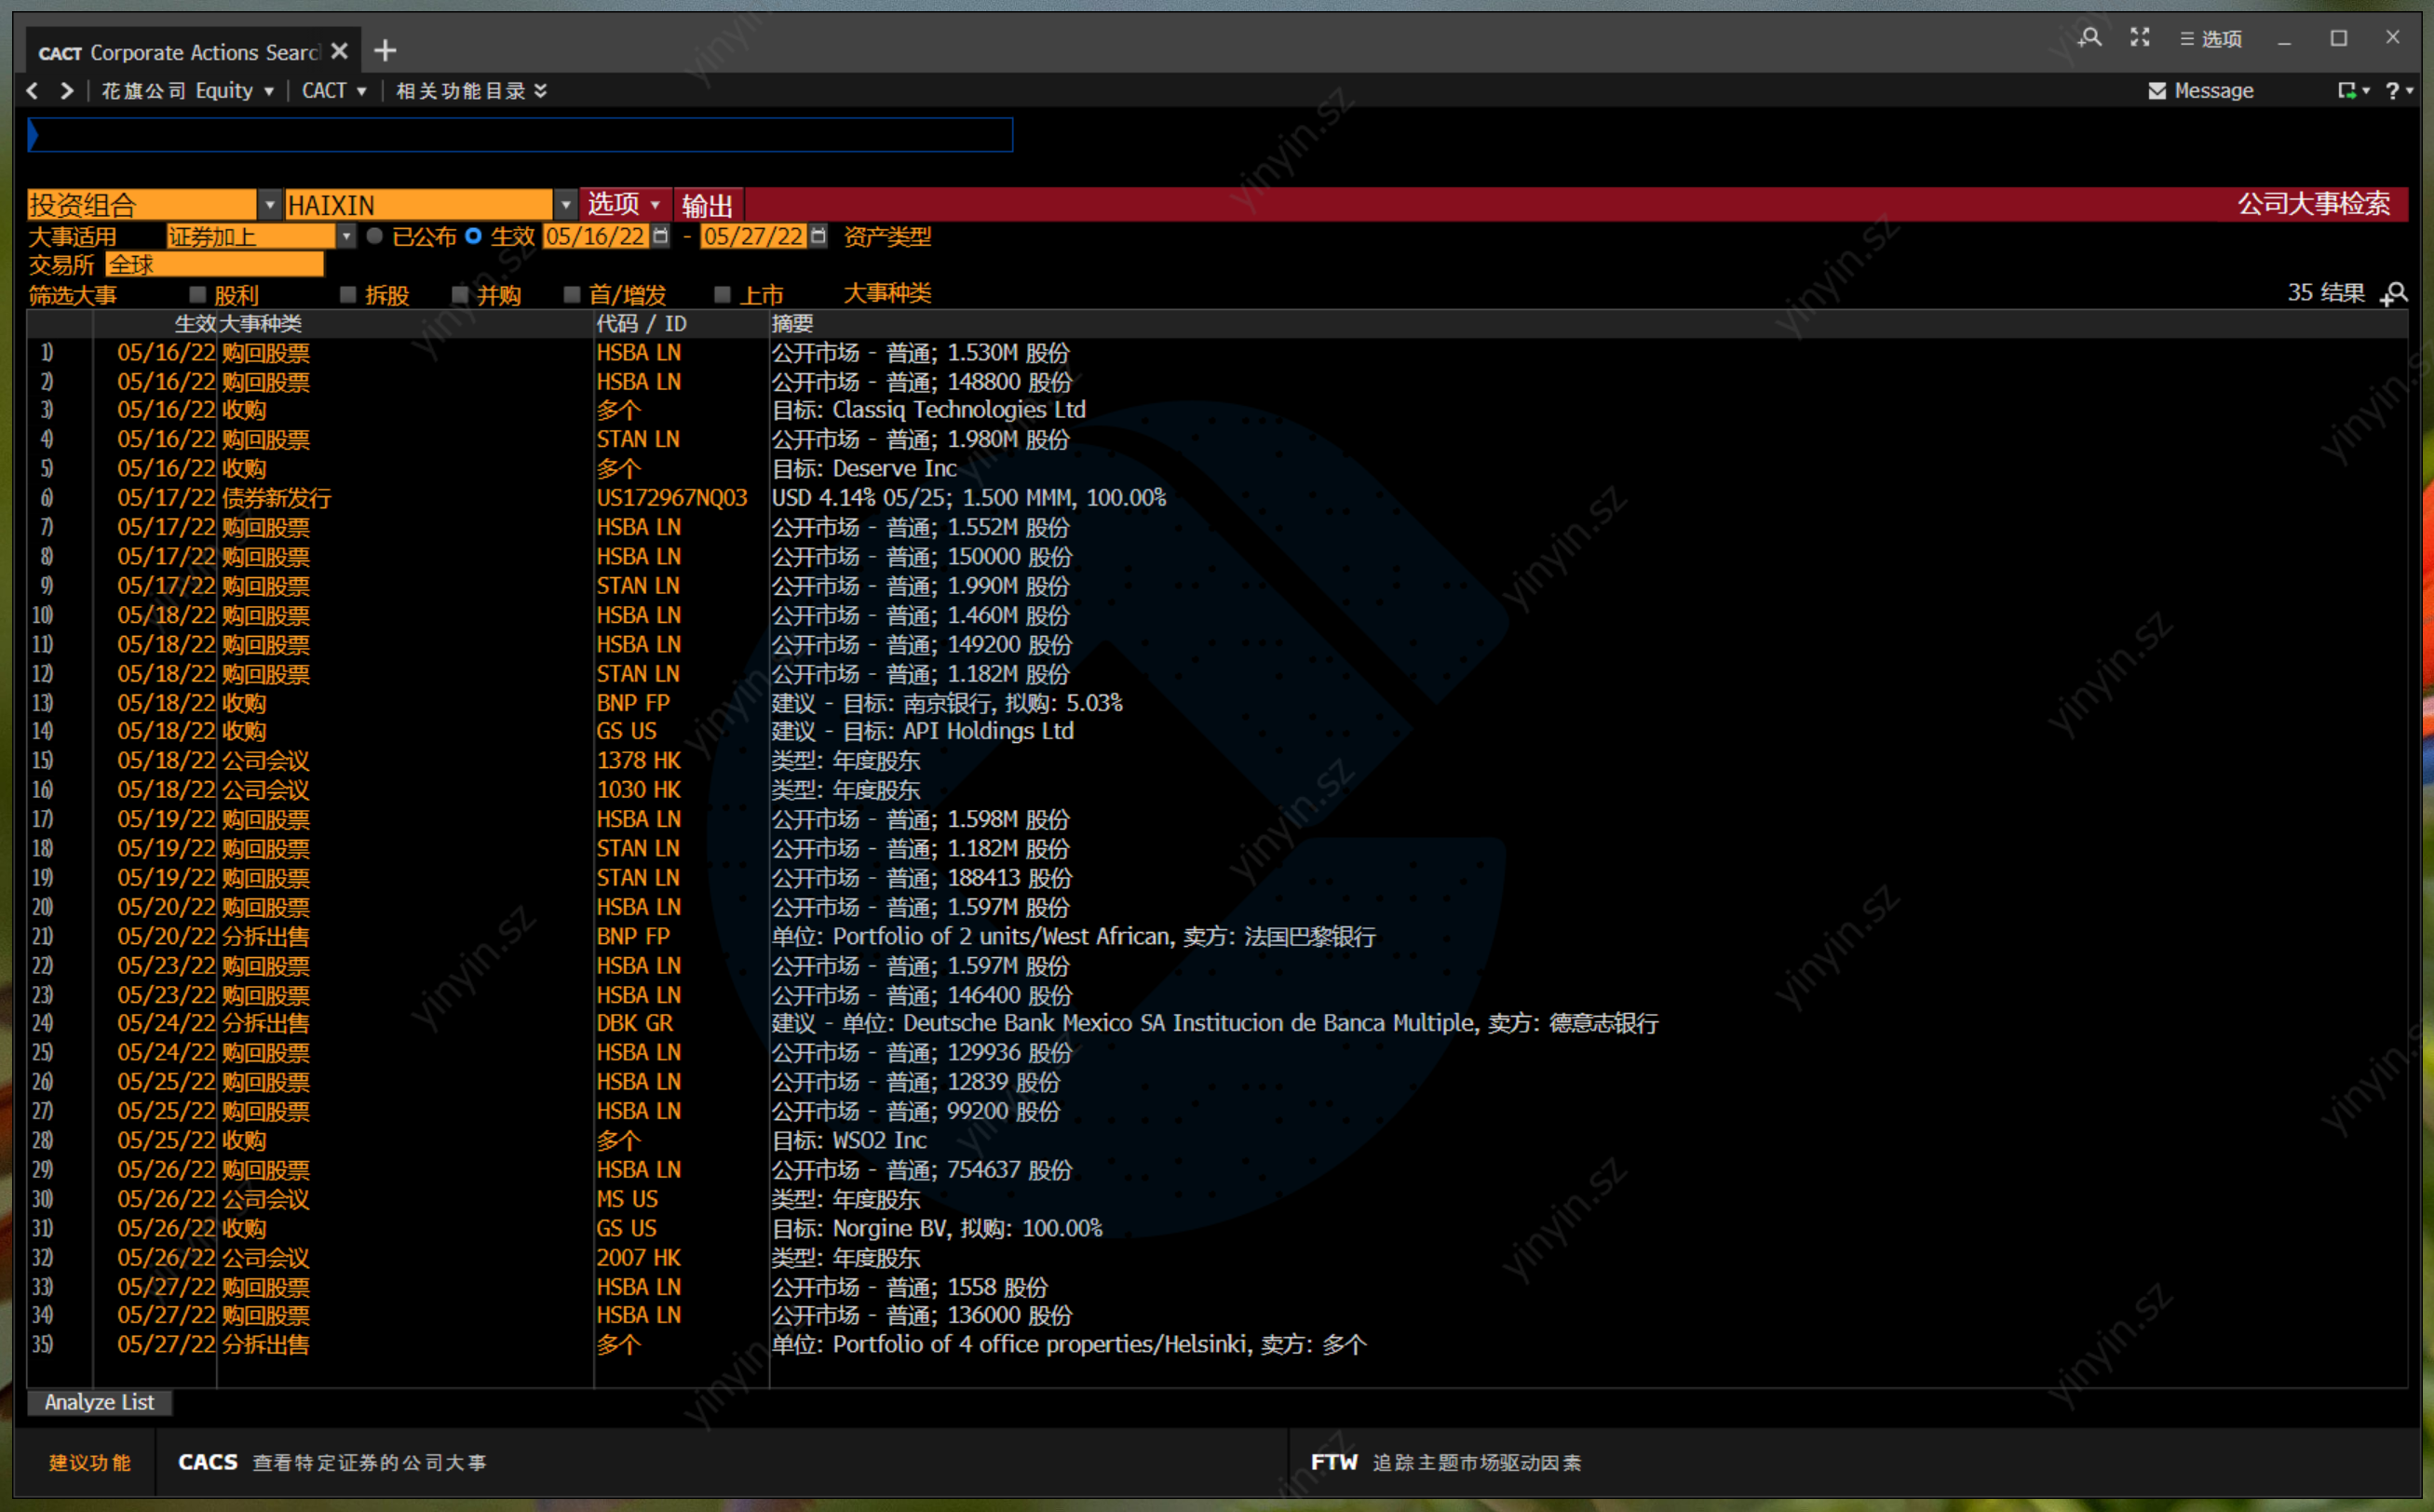 CACT Corporate Actions Searc
选项
花旗公司 Equity CACT 相关功能目录 Message ?
投资组合 HAIXIN 选项 输出 公司大事检索
大事适用 证券加上 已公布 生效 05/16/22 - 05/27/22 资产类型
交易所 全球
筛选大事 股利 拆股 并购 首/增发 上市 大事种类 35 结果
生效 大事种类 代码 / ID 摘要
1) 05/16/22 购回股票 HSBA LN 公开市场 - 普通; 1.530M 股份
2) 05/16/22 购回股票 HSBA LN 公开市场 - 普通; 148800 股份
3) 05/16/22 收购 多个 目标: Classiq Technologies Ltd
4) 05/16/22 购回股票 STAN LN 公开市场 - 普通; 1.980M 股份
5) 05/16/22 收购 多个 目标: Deserve Inc
6) 05/17/22 债券新发行 US172967NQ03 USD 4.14% 05/25; 1.500 MMM, 100.00%
7) 05/17/22 购回股票 HSBA LN 公开市场 - 普通; 1.552M 股份
8) 05/17/22 购回股票 HSBA LN 公开市场 - 普通; 150000 股份
9) 05/17/22 购回股票 STAN LN 公开市场 - 普通; 1.990M 股份
10) 05/18/22 购回股票 HSBA LN 公开市场 - 普通; 1.460M 股份
11) 05/18/22 购回股票 HSBA LN 公开市场 - 普通; 149200 股份
12) 05/18/22 购回股票 STAN LN 公开市场 - 普通; 1.182M 股份
13) 05/18/22 收购 BNP FP 建议 - 目标: 南京银行, 拟购: 5.03%
14) 05/18/22 收购 GS US 建议 - 目标: API Holdings Ltd
15) 05/18/22 公司会议 1378 HK 类型: 年度股东
16) 05/18/22 公司会议 1030 HK 类型: 年度股东
17) 05/19/22 购回股票 HSBA LN 公开市场 - 普通; 1.598M 股份
18) 05/19/22 购回股票 STAN LN 公开市场 - 普通; 1.182M 股份
19) 05/19/22 购回股票 STAN LN 公开市场 - 普通; 188413 股份
20) 05/20/22 购回股票 HSBA LN 公开市场 - 普通; 1.597M 股份
21) 05/20/22 分拆出售 BNP FP 单位: Portfolio of 2 units/West African, 卖方: 法国巴黎银行
22) 05/23/22 购回股票 HSBA LN 公开市场 - 普通; 1.597M 股份
23) 05/23/22 购回股票 HSBA LN 公开市场 - 普通; 146400 股份
24) 05/24/22 分拆出售 DBK GR 建议 - 单位: Deutsche Bank Mexico SA Institucion de Banca Multiple, 卖方: 德意志银行
25) 05/24/22 购回股票 HSBA LN 公开市场 - 普通; 129936 股份
26) 05/25/22 购回股票 HSBA LN 公开市场 - 普通; 12839 股份
27) 05/25/22 购回股票 HSBA LN 公开市场 - 普通; 99200 股份
28) 05/25/22 收购 多个 目标: WSO2 Inc
29) 05/26/22 购回股票 HSBA LN 公开市场 - 普通; 754637 股份
30) 05/26/22 公司会议 MS US 类型: 年度股东
31) 05/26/22 收购 GS US 目标: Norgine BV, 拟购: 100.00%
32) 05/26/22 公司会议 2007 HK 类型: 年度股东
33) 05/27/22 购回股票 HSBA LN 公开市场 - 普通; 1558 股份
34) 05/27/22 购回股票 HSBA LN 公开市场 - 普通; 136000 股份
35) 05/27/22 分拆出售 多个 单位: Portfolio of 4 office properties/Helsinki, 卖方: 多个
Analyze List
建议功能 CACS 查看特定证券的公司大事 FTW 追踪主题市场驱动因素
yinyin.sz